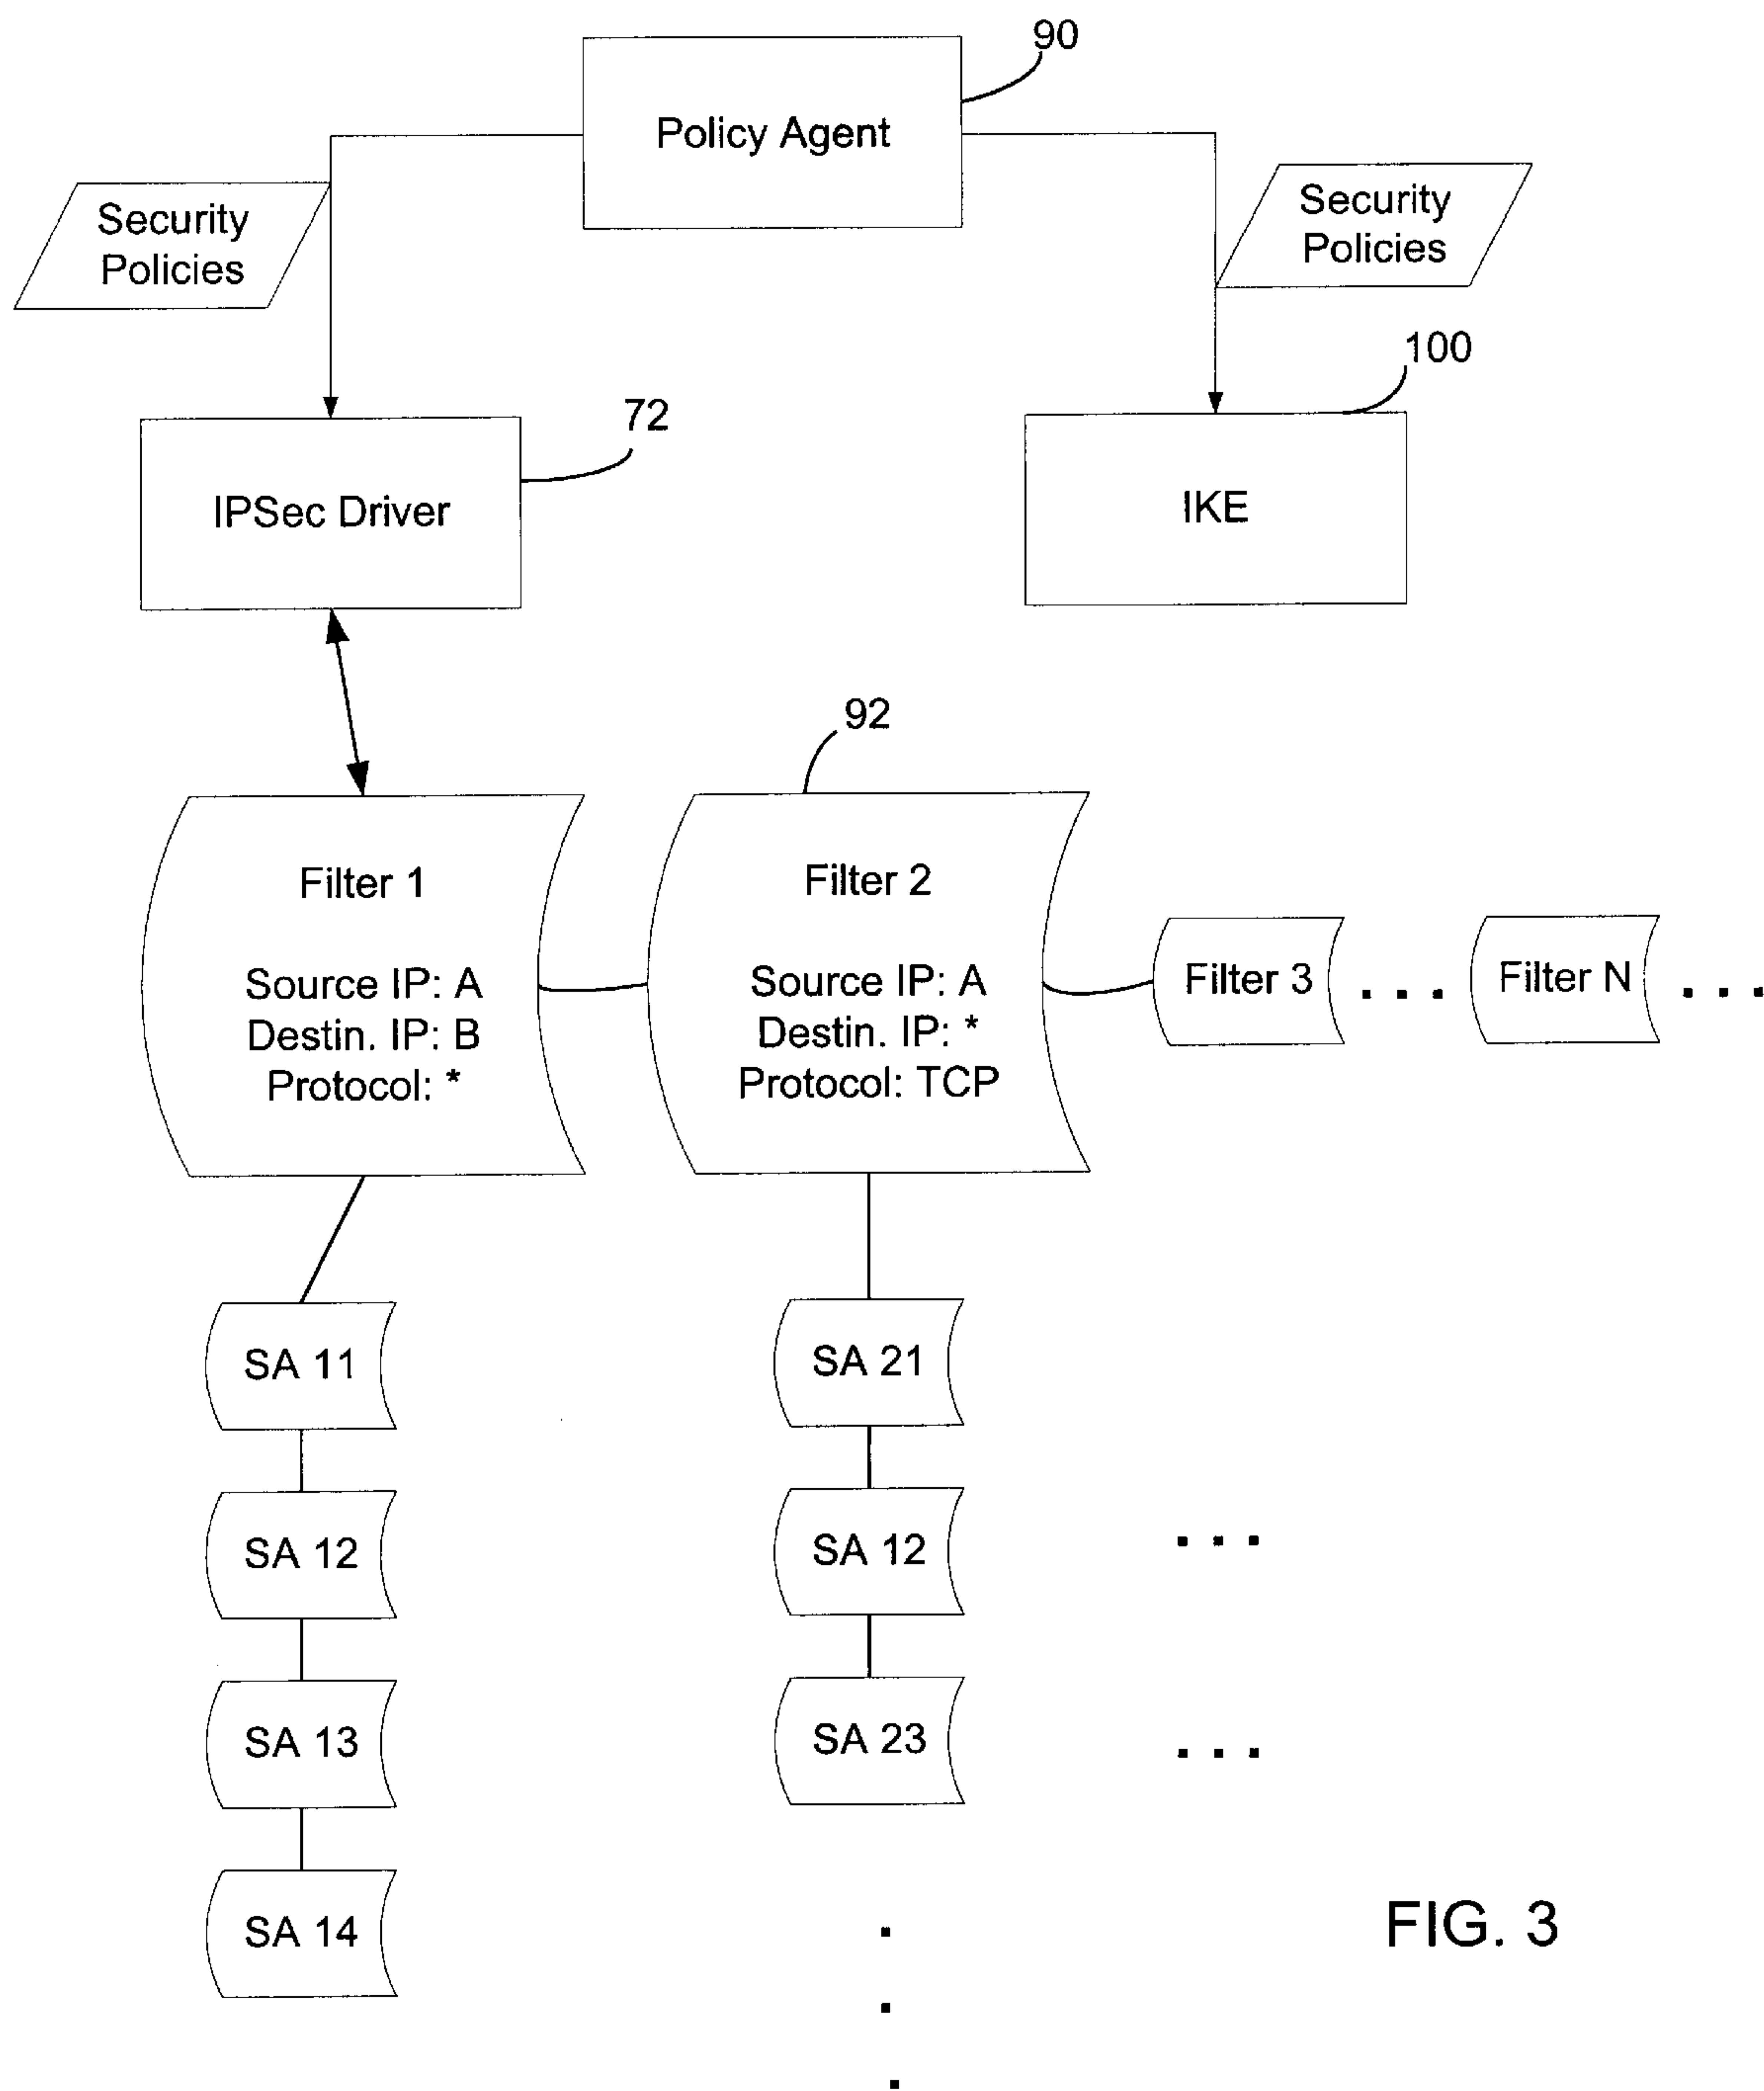 90
Policy Agent
Security
Policies
Security
Policies
100
72
IPSec Driver
IKE
92
Filter 1
Source IP: A
Destin. IP: B
Protocol: *
Filter 2
Source IP: A
Destin. IP: *
Protocol: TCP
Filter 3
. . .
Filter N
. . .
SA 11
SA 21
SA 12
SA 12
. . .
SA 13
SA 23
. . .
SA 14
.
.
.
FIG. 3